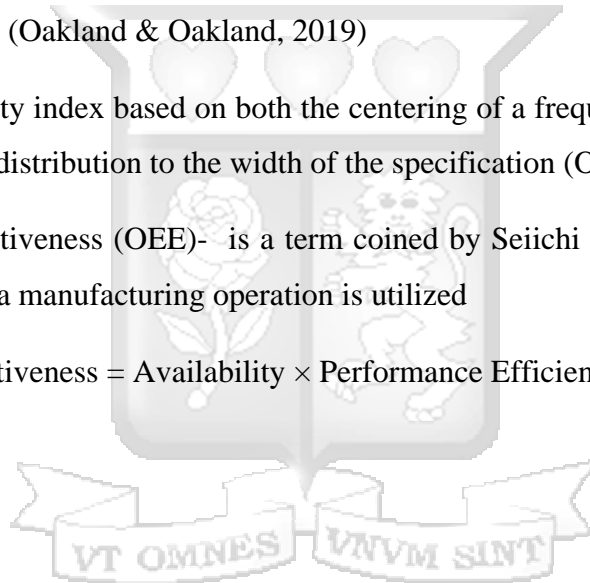 (Oakland & Oakland, 2019)
ty index based on both the centering of a frequ
distribution to the width of the specification (O
tiveness (OEE)- is a term coined by Seiichi
a manufacturing operation is utilized
tiveness = Availability × Performance Efficien
VT OMNES VNVM SINT